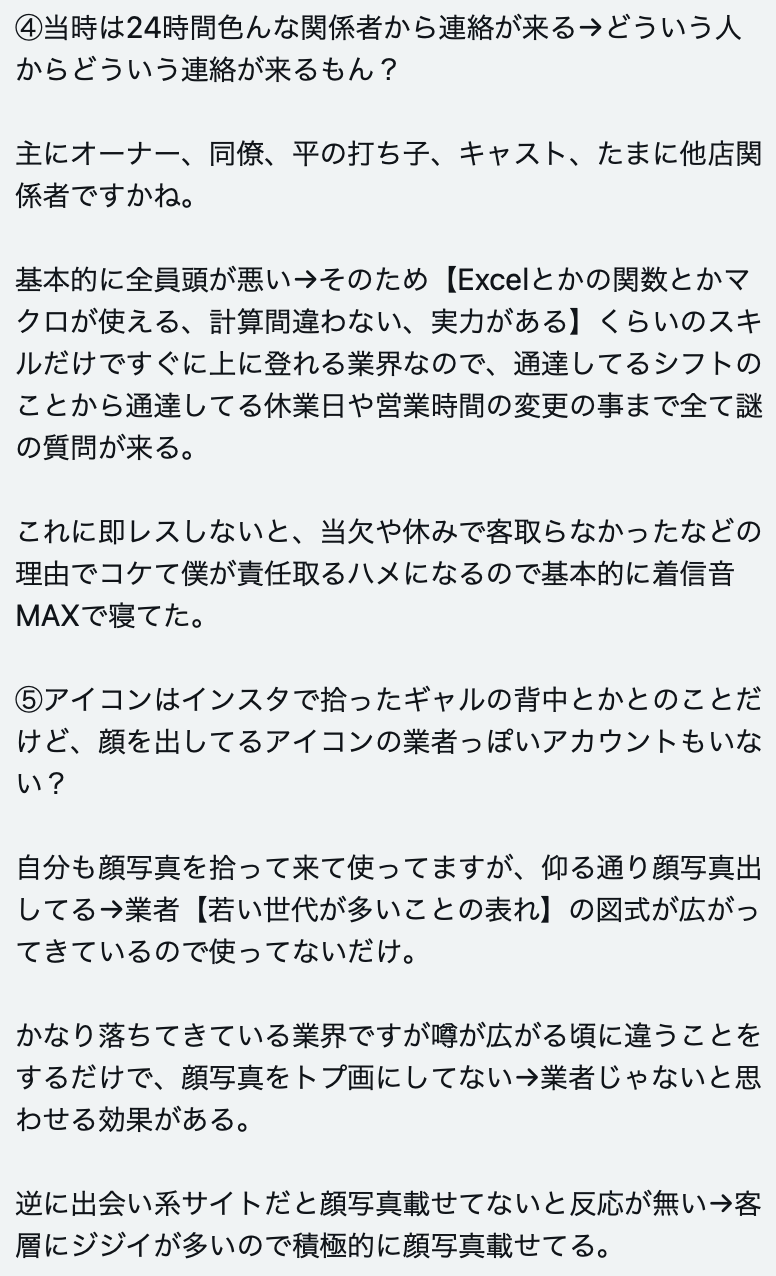 ④当時は24時間色んな関係者から連絡が来る→どういう人
からどういう連絡が来るもん？
主にオーナー、同僚、平の打ち子、キャスト、たまに他店関
係者ですかね。
基本的に全員頭が悪い→そのため【Excelとかの関数とかマ
クロが使える、計算間違わない、実力がある】くらいのスキ
ルだけですぐに上に登れる業界なので、通達してるシフトの
ことから通達してる休業日や営業時間の変更の事まで全て謎
の質問が来る。
これに即レスしないと、当欠や休みで客取らなかったなどの
理由でコケて僕が責任取るハメになるので基本的に着信音
MAXで寝てた。
⑤アイコンはインスタで拾ったギャルの背中とかとのことだ
けど、顔を出してるアイコンの業者っぽいアカウントもいな
い？
自分も顔写真を拾って来て使ってますが、仰る通り顔写真出
してる→業者【若い世代が多いことの表れ】の図式が広がっ
てきているので使ってないだけ。
かなり落ちてきている業界ですが噂が広がる頃に違うことを
するだけで、顔写真をトプ画にしてない→業者じゃないと思
わせる効果がある。
逆に出会い系サイトだと顔写真載せてないと反応が無い→客
層にジジイが多いので積極的に顔写真載せてる。